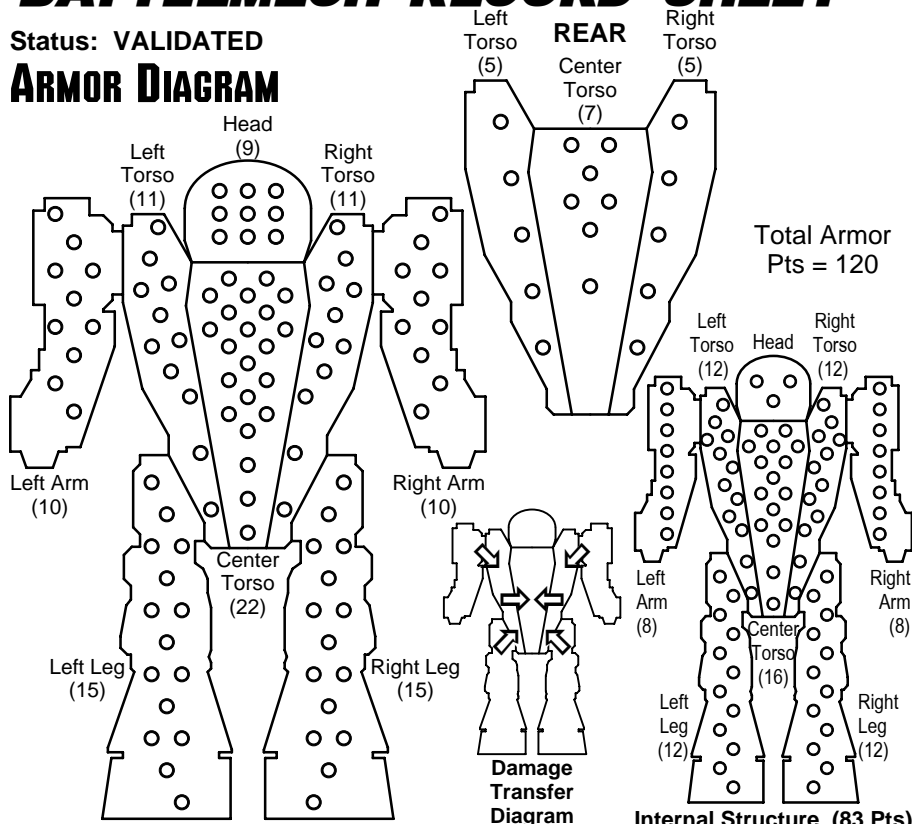 BATTLEMECH RECORD SHEET
Status: VALIDATED
ARMOR DIAGRAM
Left
Torso
(5)
REAR
Right
Torso
(5)
Center
Torso
(7)
Head
(9)
Left
Torso
(11)
Right
Torso
(11)
Total Armor
Pts = 120
Left Arm
(10)
Right Arm
(10)
Center
Torso
(22)
Left Leg
(15)
Right Leg
(15)
Damage
Transfer
Diagram
Left
Torso
(12)
Head
Right
Torso
(12)
Left
Arm
(8)
Right
Arm
(8)
Center
Torso
(16)
Left
Leg
(12)
Right
Leg
(12)
Internal Structure (83 Pts)